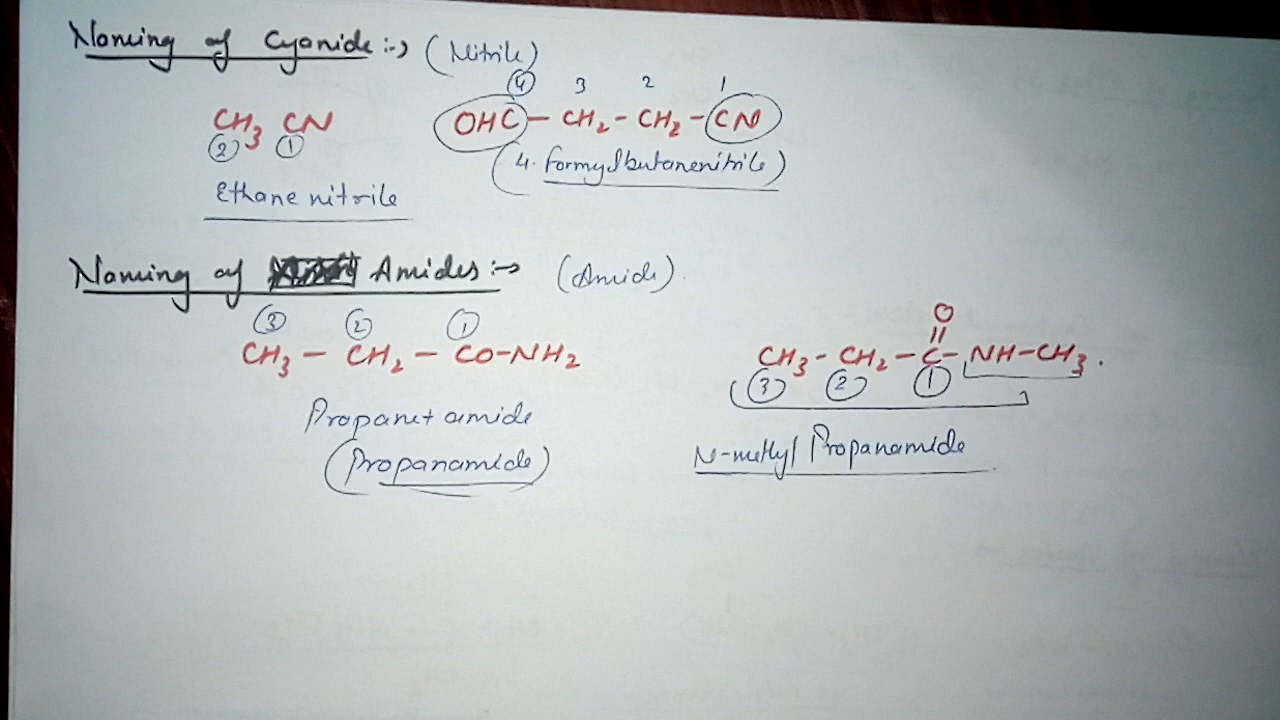 Naming of Cyanide :-> (Nitrile)
④ 3 2 1
CH3 CN OHC – CH2 - CH2 - CN
② ①
(4-formylbutanenitrile)
Ethane nitrile
Naming of Amides :-> (Amide).
③ ② ①
CH3 – CH2 – CO-NH2
Propane+ amide
(Propanamide)
O
||
CH3 - CH2 - C - NH-CH3.
③ ② ①
N-methyl Propanamide